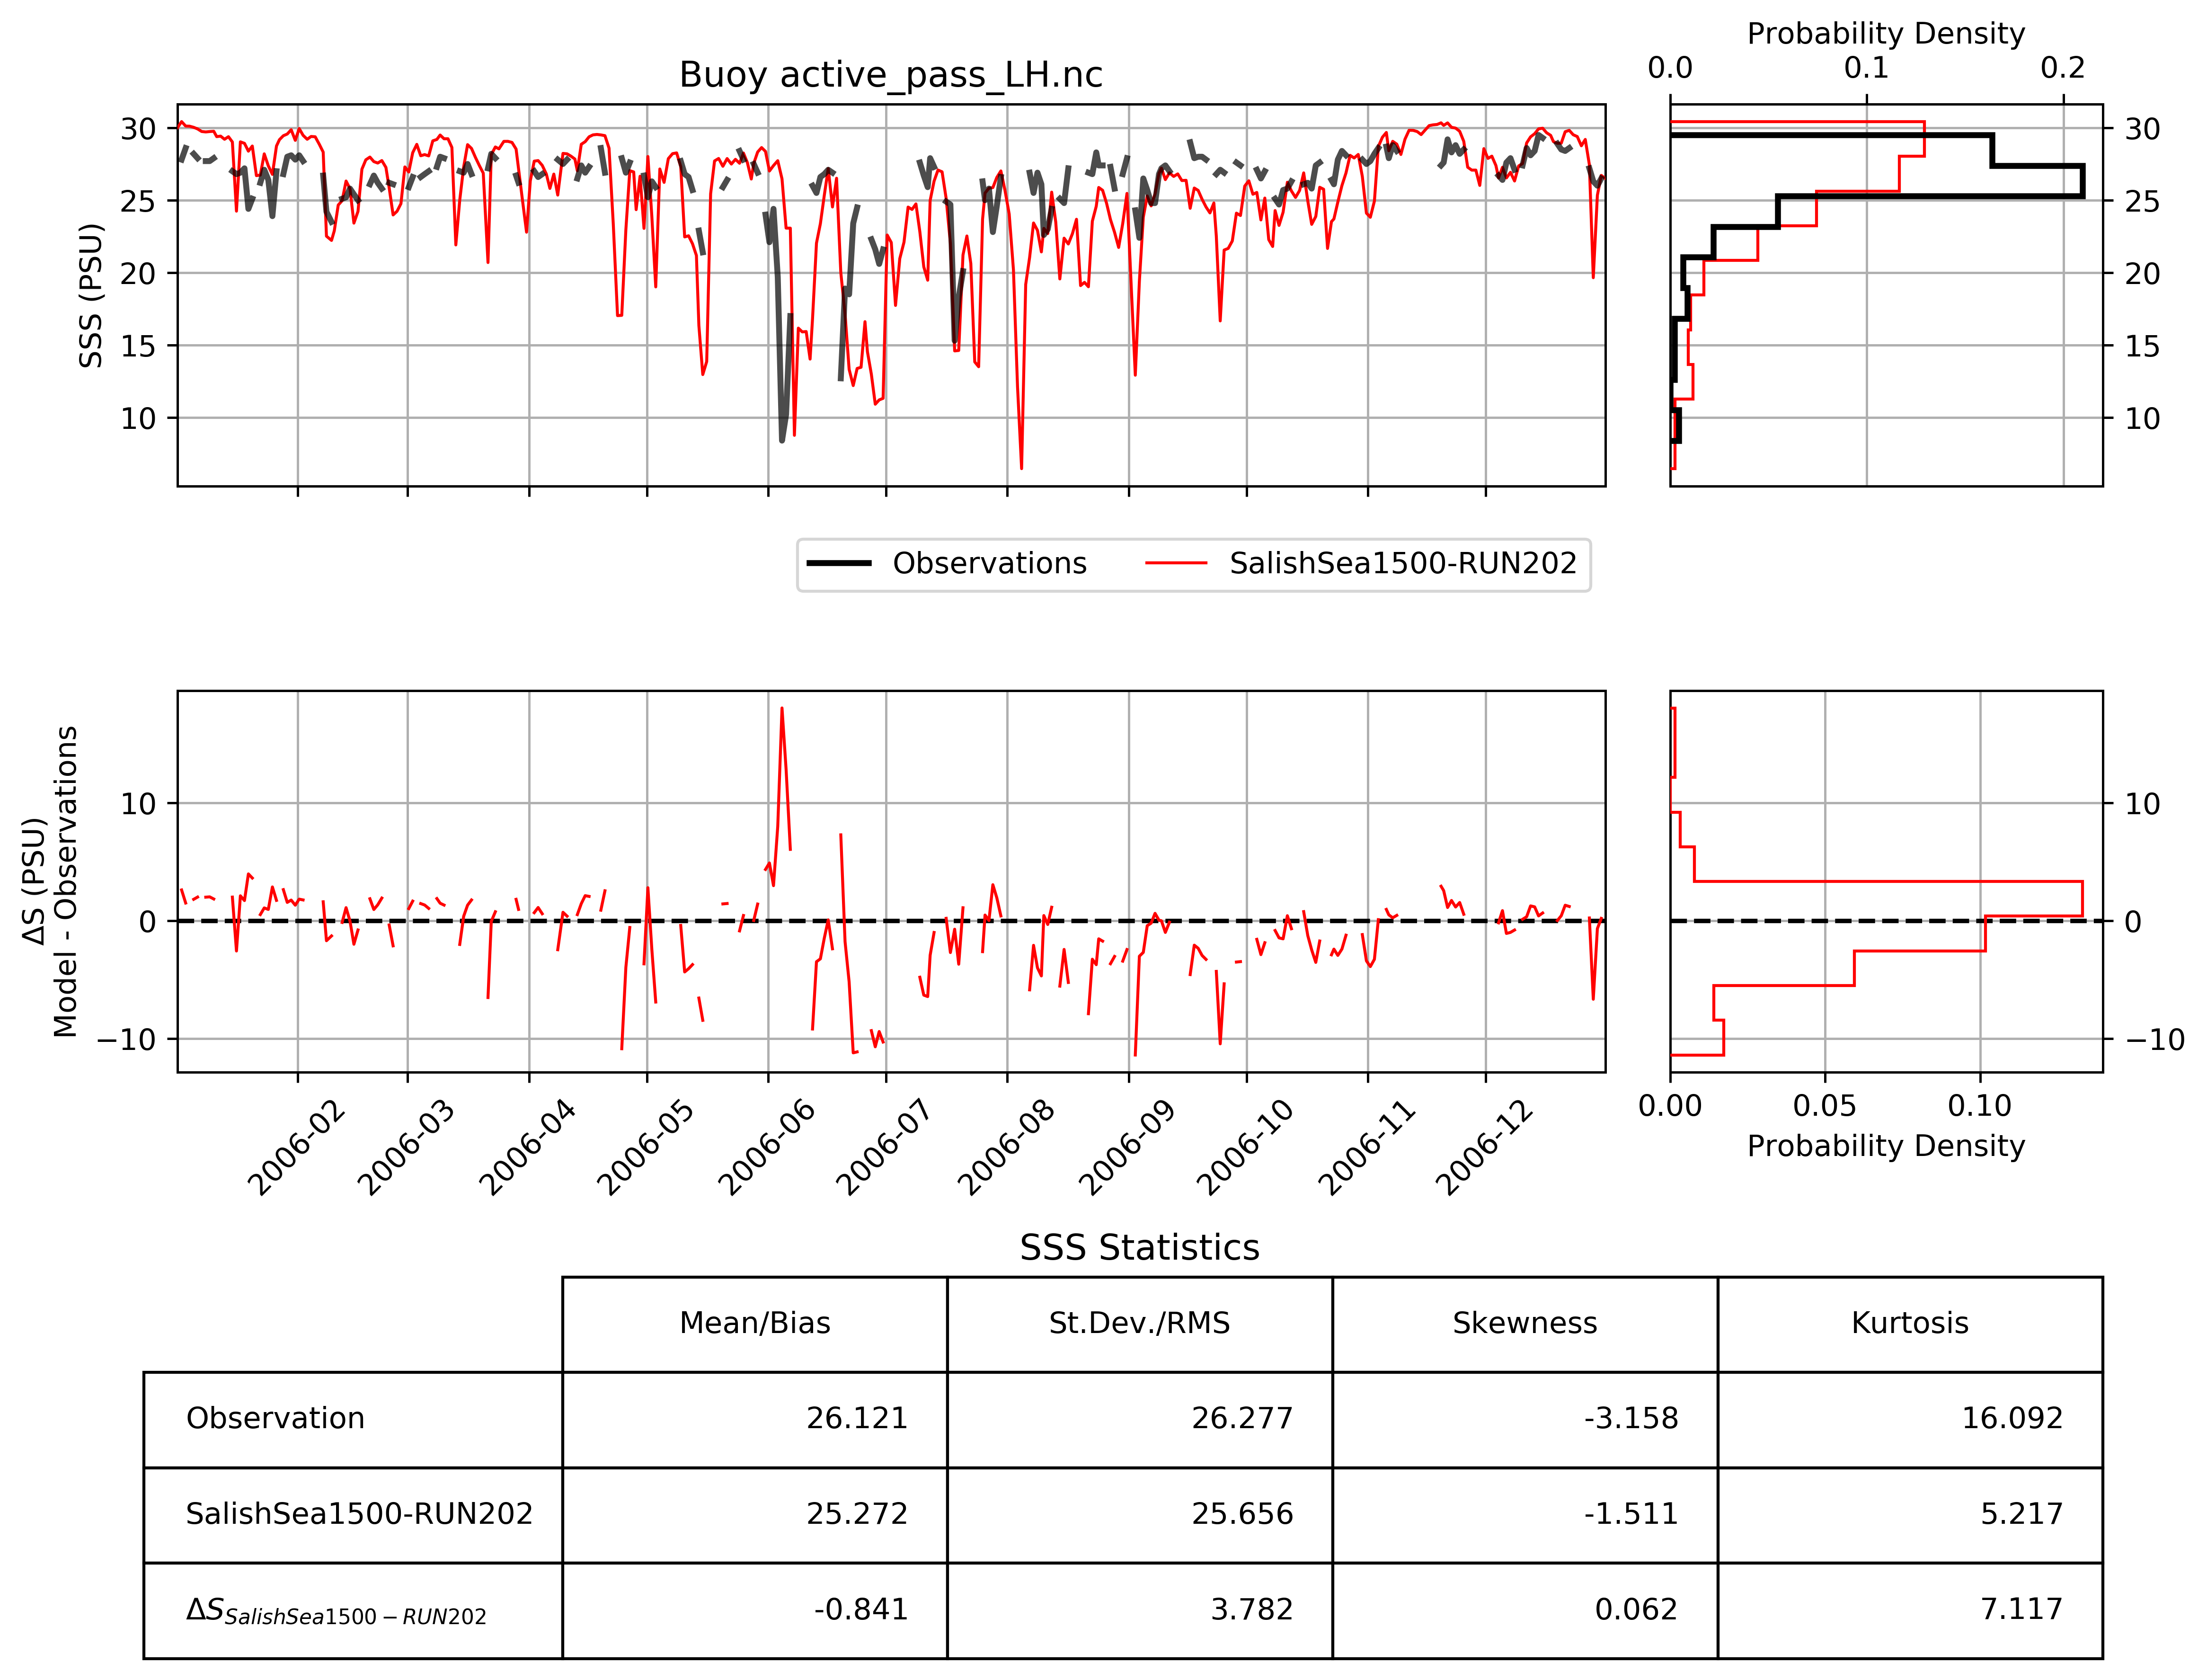 Probability Density
0.0 0.1 0.2
Buoy active_pass_LH.nc
30
25
20
15
10
SSS (PSU)
30
25
20
15
10
Observations SalishSea1500-RUN202
10
0
−10
ΔS (PSU)
Model - Observations
10
0
−10
2006-02 2006-03 2006-04 2006-05 2006-06 2006-07 2006-08 2006-09 2006-10 2006-11 2006-12
0.00 0.05 0.10
Probability Density
SSS Statistics
Mean/Bias St.Dev./RMS Skewness Kurtosis
Observation 26.121 26.277 -3.158 16.092
SalishSea1500-RUN202 25.272 25.656 -1.511 5.217
ΔS SalishSea1500−RUN202 -0.841 3.782 0.062 7.117